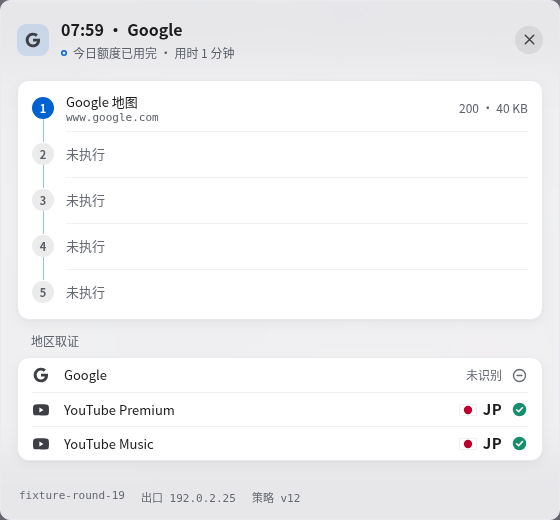 G
07:59 • Google
今日额度已用完 • 用时 1 分钟
1
Google 地图
200 • 40 KB
www.google.com
2
未执行
3
未执行
4
未执行
5
未执行
地区取证
G
Google
未识别
YouTube Premium
JP
YouTube Music
JP
fixture-round-19 出口 192.0.2.25 策略 v12